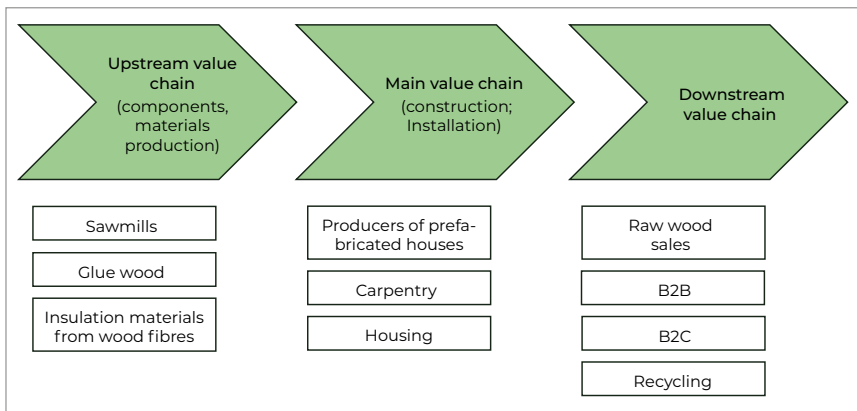 Upstream value
chain
(components,
materials
production)
Main value chain
(construction;
Installation)
Downstream
value chain
Sawmills
Glue wood
Insulation materials
from wood fibres
Producers of prefa-
bricated houses
Carpentry
Housing
Raw wood
sales
B2B
B2C
Recycling